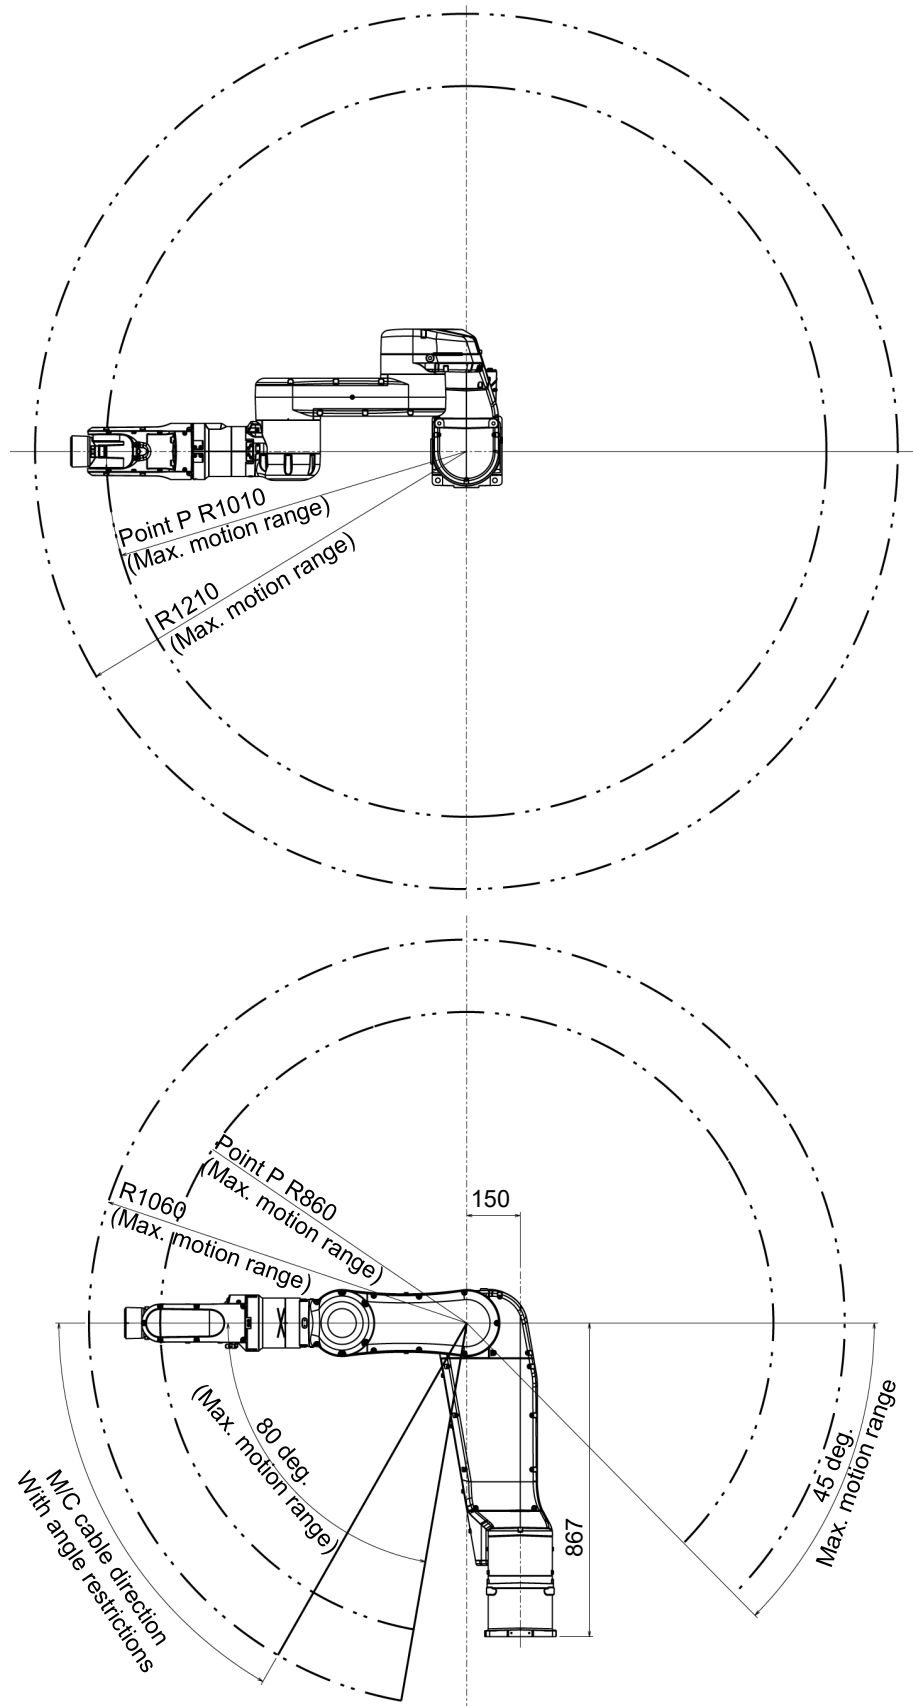 Point P R1010
(Max. motion range)
R1210
(Max. motion range)
Point P R860
(Max. motion range)
R1060
(Max. motion range)
150
80 deg.
(Max. motion range)
867
45 deg.
Max. motion range
M/C cable direction
With angle restrictions